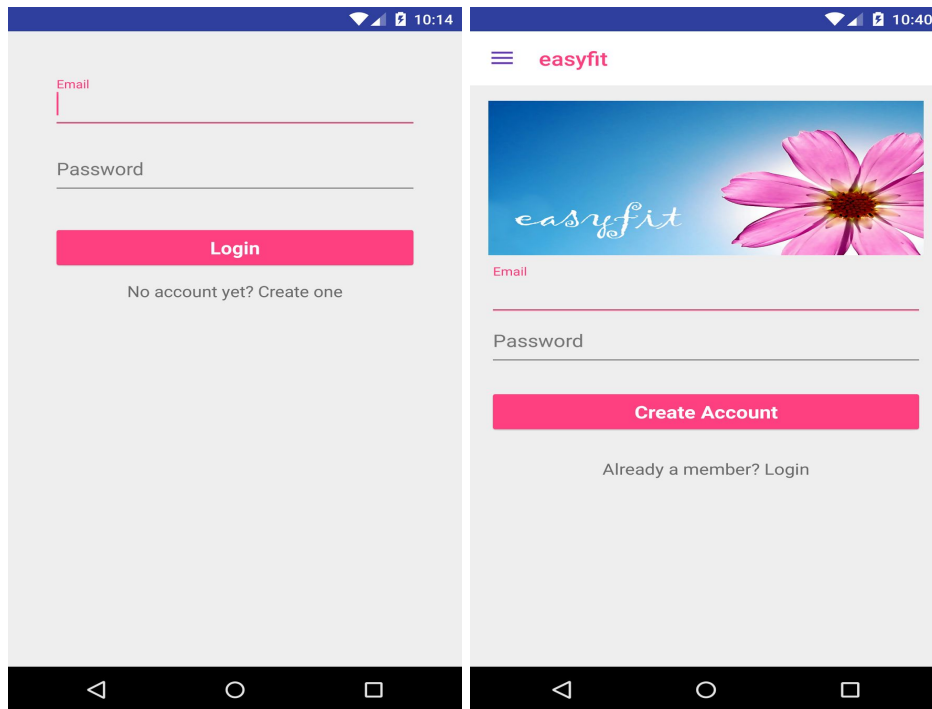 10:14
Email
Password
Login
No account yet? Create one
10:40
easyfit
easyfit
Email
Password
Create Account
Already a member? Login